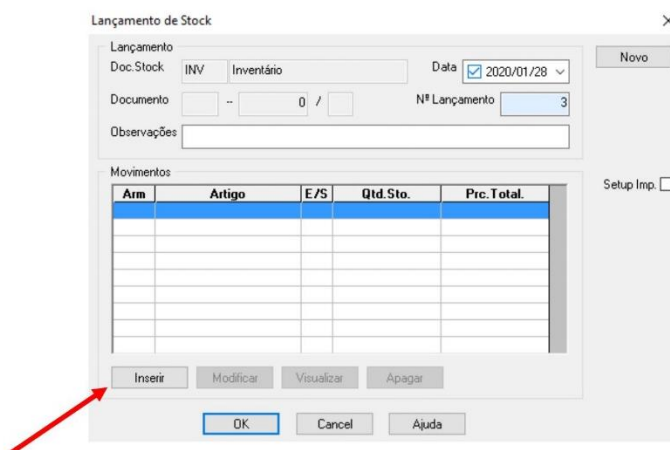 Lançamento de Stock
Lançamento
Doc.Stock INV Inventário Data 2020/01/28
Novo
Documento -- 0 / Nª Lançamento 3
Observações
Movimentos
Setup Imp.
Arm Artigo E/S Qtd.Sto. Prc.Total.
Inserir Modificar Visualizar Apagar
OK Cancel Ajuda